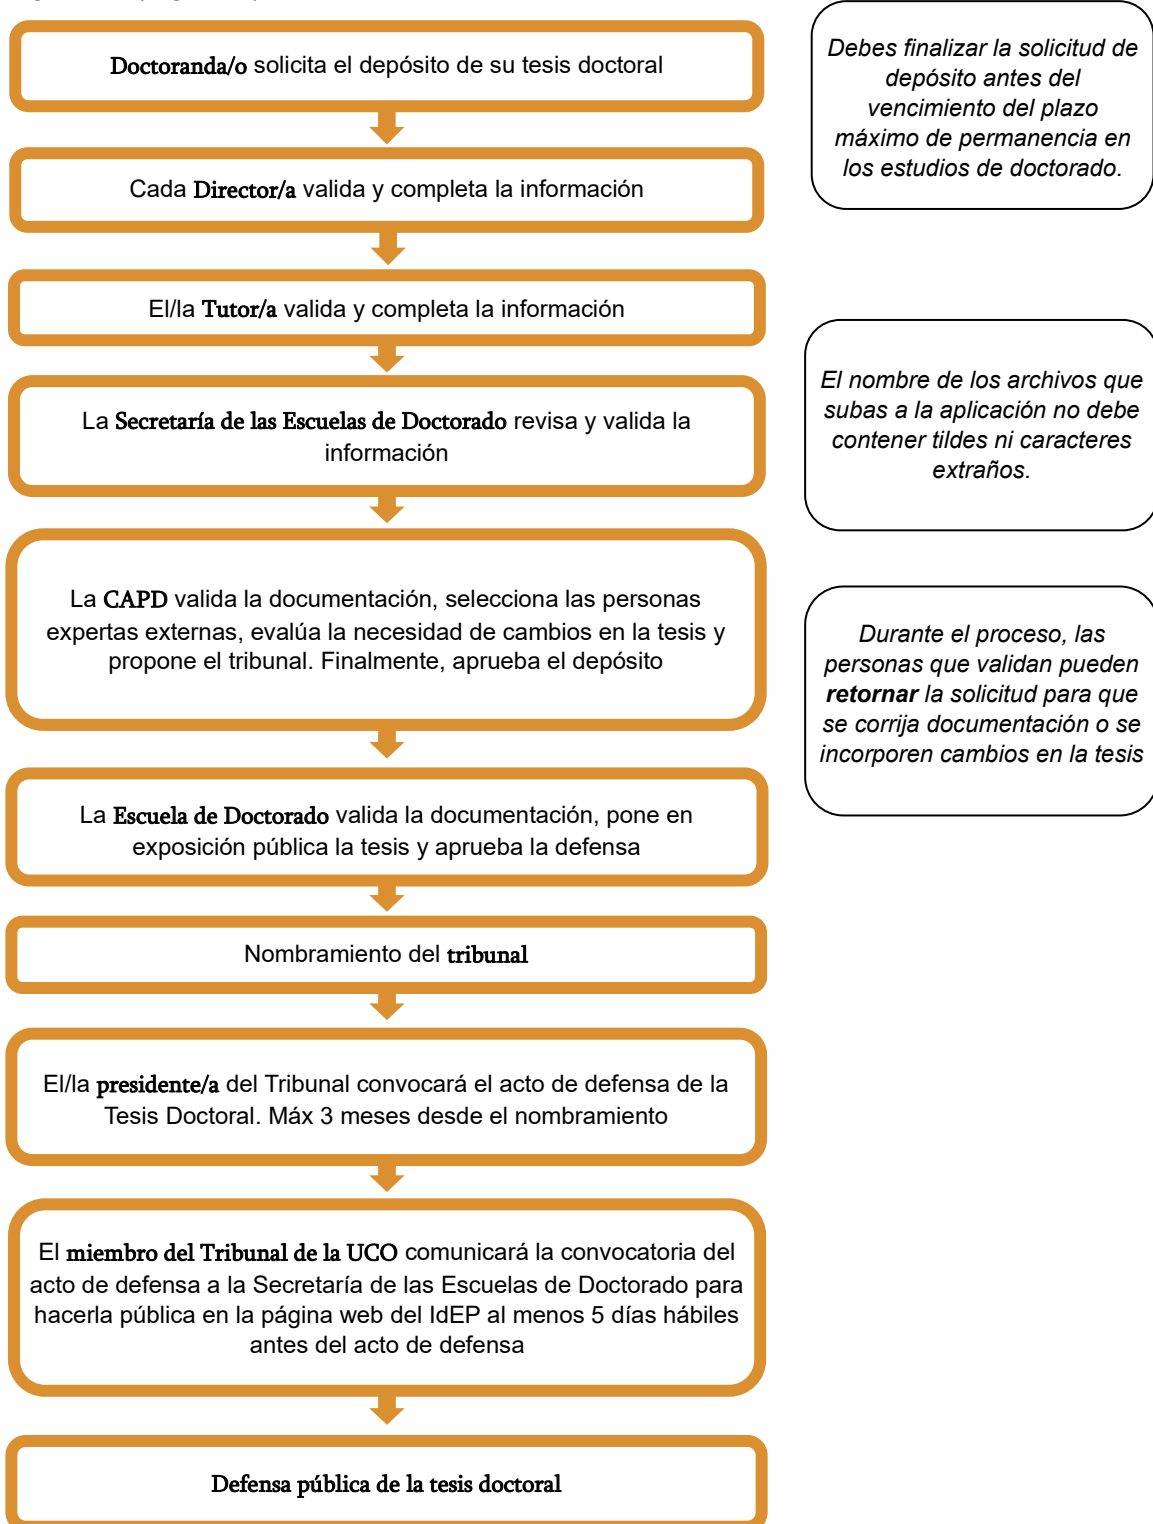 Doctoranda/o solicita el depósito de su tesis doctoral
Debes finalizar la solicitud de
depósito antes del
vencimiento del plazo
máximo de permanencia en
los estudios de doctorado.
Cada Director/a valida y completa la información
El/la Tutor/a valida y completa la información
El nombre de los archivos que
subas a la aplicación no debe
contener tildes ni caracteres
extraños.
La Secretaría de las Escuelas de Doctorado revisa y valida la
información
La CAPD valida la documentación, selecciona las personas
expertas externas, evalúa la necesidad de cambios en la tesis y
propone el tribunal. Finalmente, aprueba el depósito
Durante el proceso, las
personas que validan pueden
retornar la solicitud para que
se corrija documentación o se
incorporen cambios en la tesis
La Escuela de Doctorado valida la documentación, pone en
exposición pública la tesis y aprueba la defensa
Nombramiento del tribunal
El/la presidente/a del Tribunal convocará el acto de defensa de la
Tesis Doctoral. Máx 3 meses desde el nombramiento
El miembro del Tribunal de la UCO comunicará la convocatoria del
acto de defensa a la Secretaría de las Escuelas de Doctorado para
hacerla pública en la página web del IdEP al menos 5 días hábiles
antes del acto de defensa
Defensa pública de la tesis doctoral